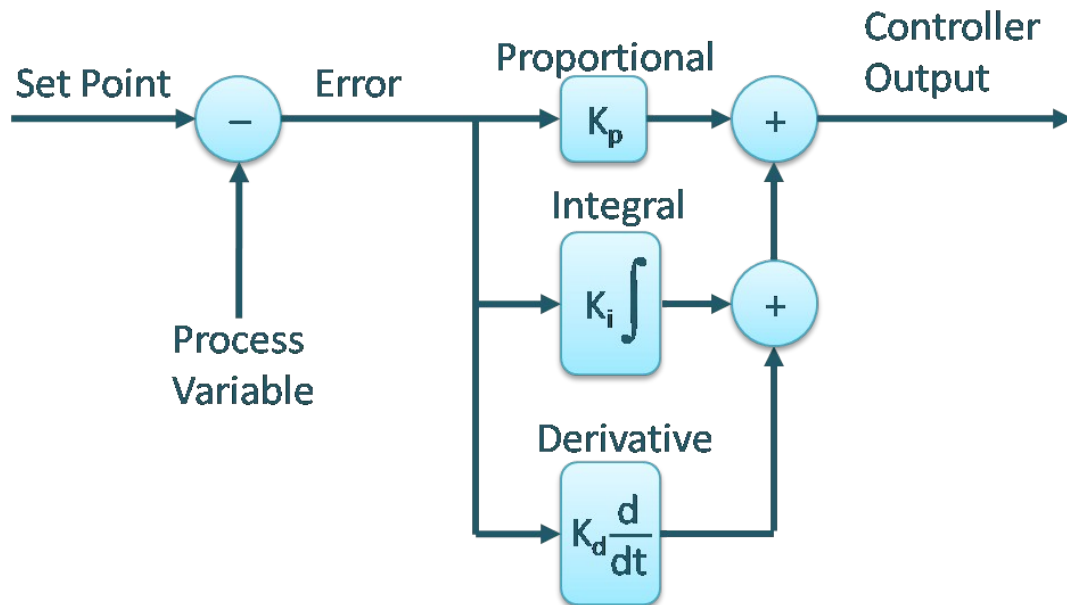 Set Point
−
Error
Process
Variable
Proportional
Kp
+
Controller
Output
Integral
Ki ∫
+
Derivative
Kd d/dt